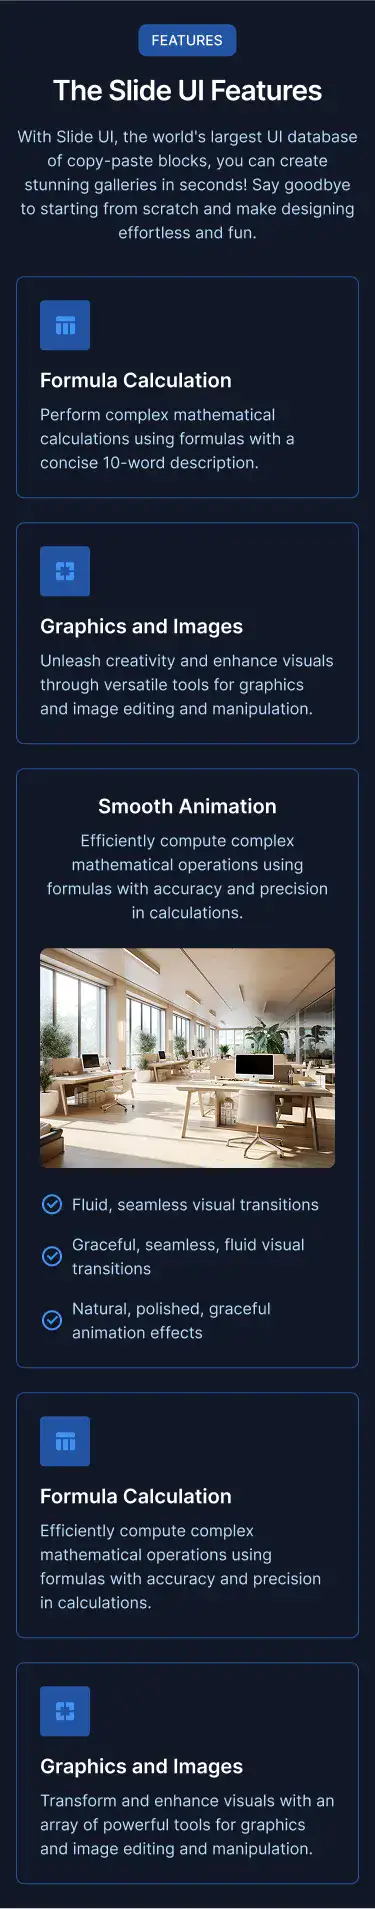 FEATURES
The Slide UI Features
With Slide UI, the world's largest UI database
of copy-paste blocks, you can create
stunning galleries in seconds! Say goodbye
to starting from scratch and make designing
effortless and fun.
Formula Calculation
Perform complex mathematical
calculations using formulas with a
concise 10-word description.
Graphics and Images
Unleash creativity and enhance visuals
through versatile tools for graphics
and image editing and manipulation.
Smooth Animation
Efficiently compute complex
mathematical operations using
formulas with accuracy and precision
in calculations.
Fluid, seamless visual transitions
Graceful, seamless, fluid visual
transitions
Natural, polished, graceful
animation effects
Formula Calculation
Efficiently compute complex
mathematical operations using
formulas with accuracy and precision
in calculations.
Graphics and Images
Transform and enhance visuals with an
array of powerful tools for graphics
and image editing and manipulation.